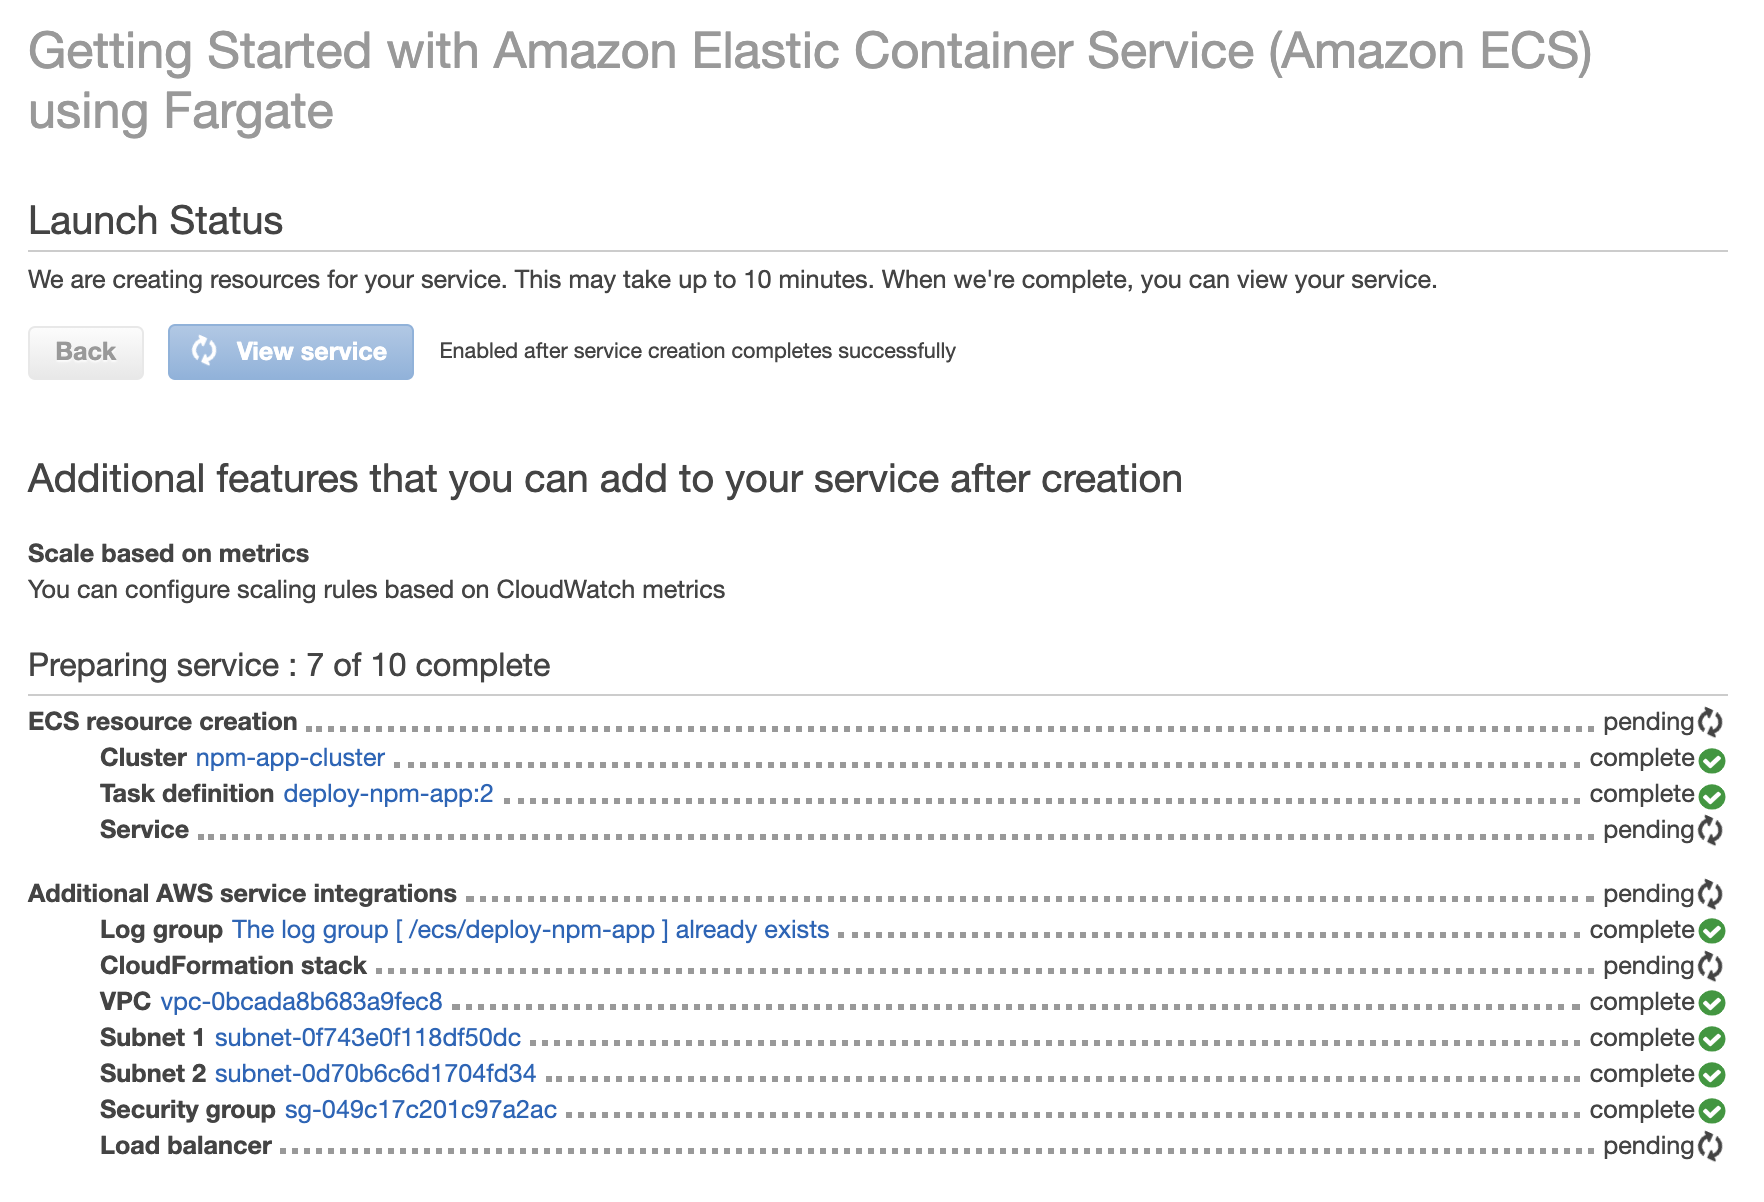 Getting Started with Amazon Elastic Container Service (Amazon ECS)
using Fargate
Launch Status
We are creating resources for your service. This may take up to 10 minutes. When we're complete, you can view your service.
Back View service Enabled after service creation completes successfully
Additional features that you can add to your service after creation
Scale based on metrics
You can configure scaling rules based on CloudWatch metrics
Preparing service : 7 of 10 complete
ECS resource creation pending
Cluster npm-app-cluster complete
Task definition deploy-npm-app:2 complete
Service pending
Additional AWS service integrations pending
Log group The log group [ /ecs/deploy-npm-app ] already exists complete
CloudFormation stack pending
VPC vpc-0bcada8b683a9fec8 complete
Subnet 1 subnet-0f743e0f118df50dc complete
Subnet 2 subnet-0d70b6c6d1704fd34 complete
Security group sg-049c17c201c97a2ac complete
Load balancer pending